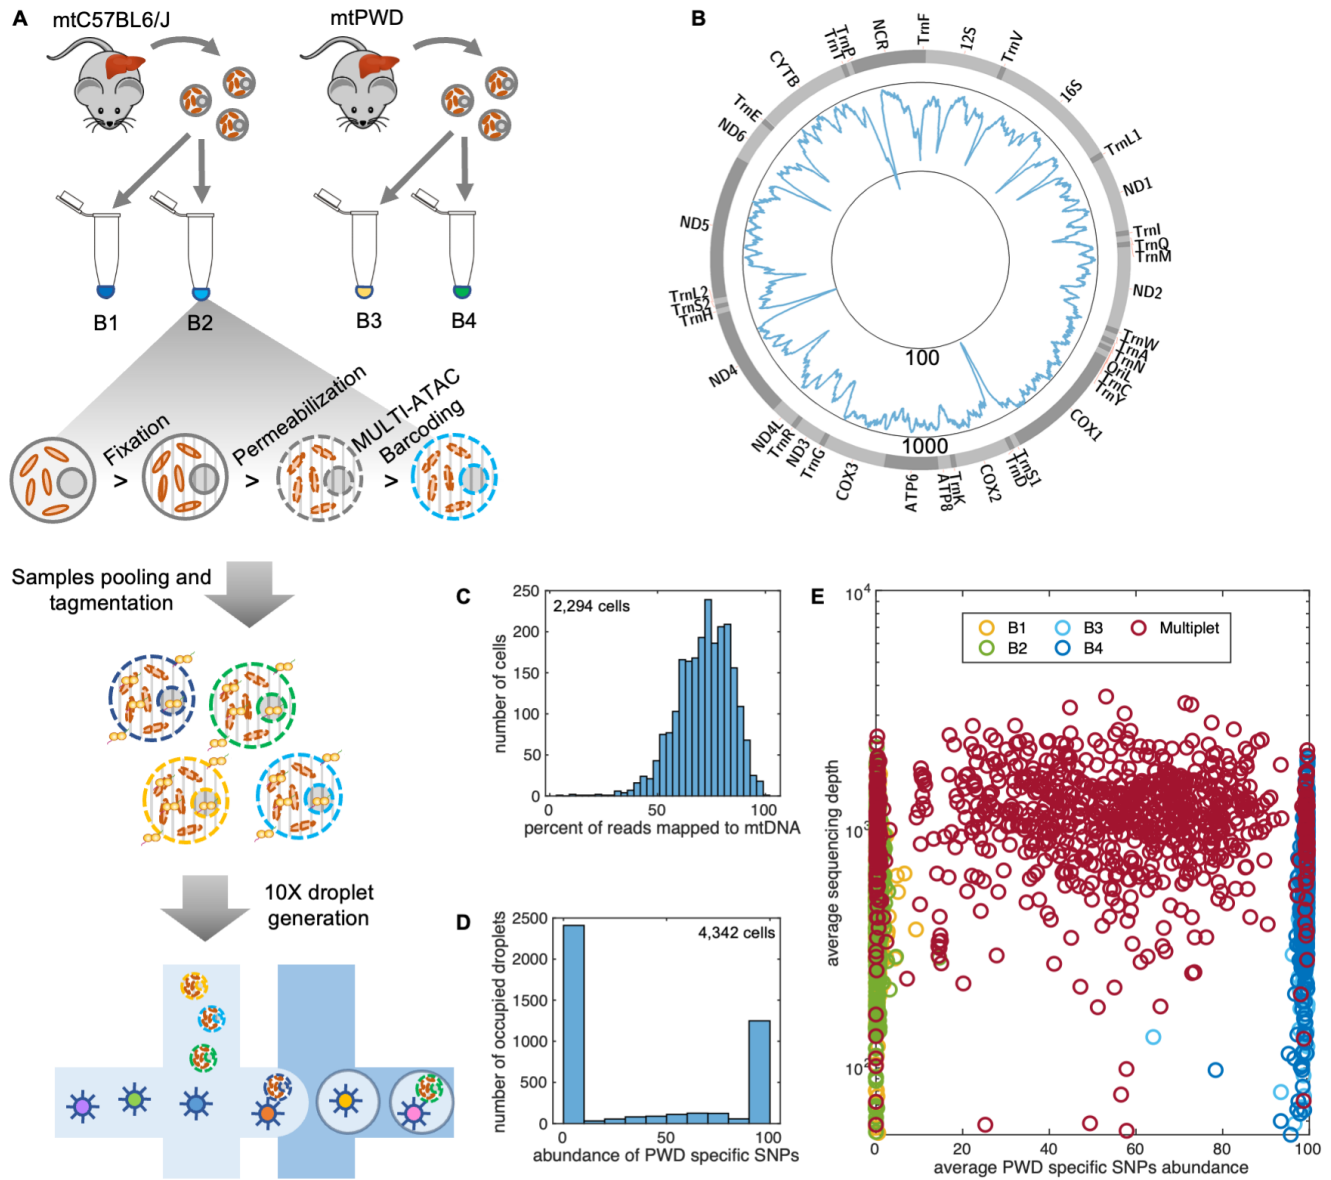 A
mtC57BL6/J
mtPWD
B1
B2
B3
B4
Fixation
Permeabilization
MULTI-ATAC
Barcoding
>
>
>
Samples pooling and
tagmentation
10X droplet
generation
B
TrnF
12S
TrnV
16S
TrnL1
ND1
TrnI
TrnQ
TrnM
ND2
TrnW
TrnA
TrnN
OriL
TrnC
TrnY
COX1
TrnS1
TrnD
COX2
TrnK
ATP8
ATP6
COX3
TrnG
ND3
TrnR
ND4L
ND4
TrnH
TrnS2
TrnL2
ND5
ND6
TrnE
CYTB
TrnT
TrnP
NCR
100
1000
C
2,294 cells
number of cells
250
200
150
100
50
0
0
50
100
percent of reads mapped to mtDNA
D
4,342 cells
number of occupied droplets
2500
2000
1500
1000
500
0
0
50
100
abundance of PWD specific SNPs
E
B1
B2
B3
B4
Multiplet
average sequencing depth
10^4
10^3
10^2
0
20
40
60
80
100
average PWD specific SNPs abundance